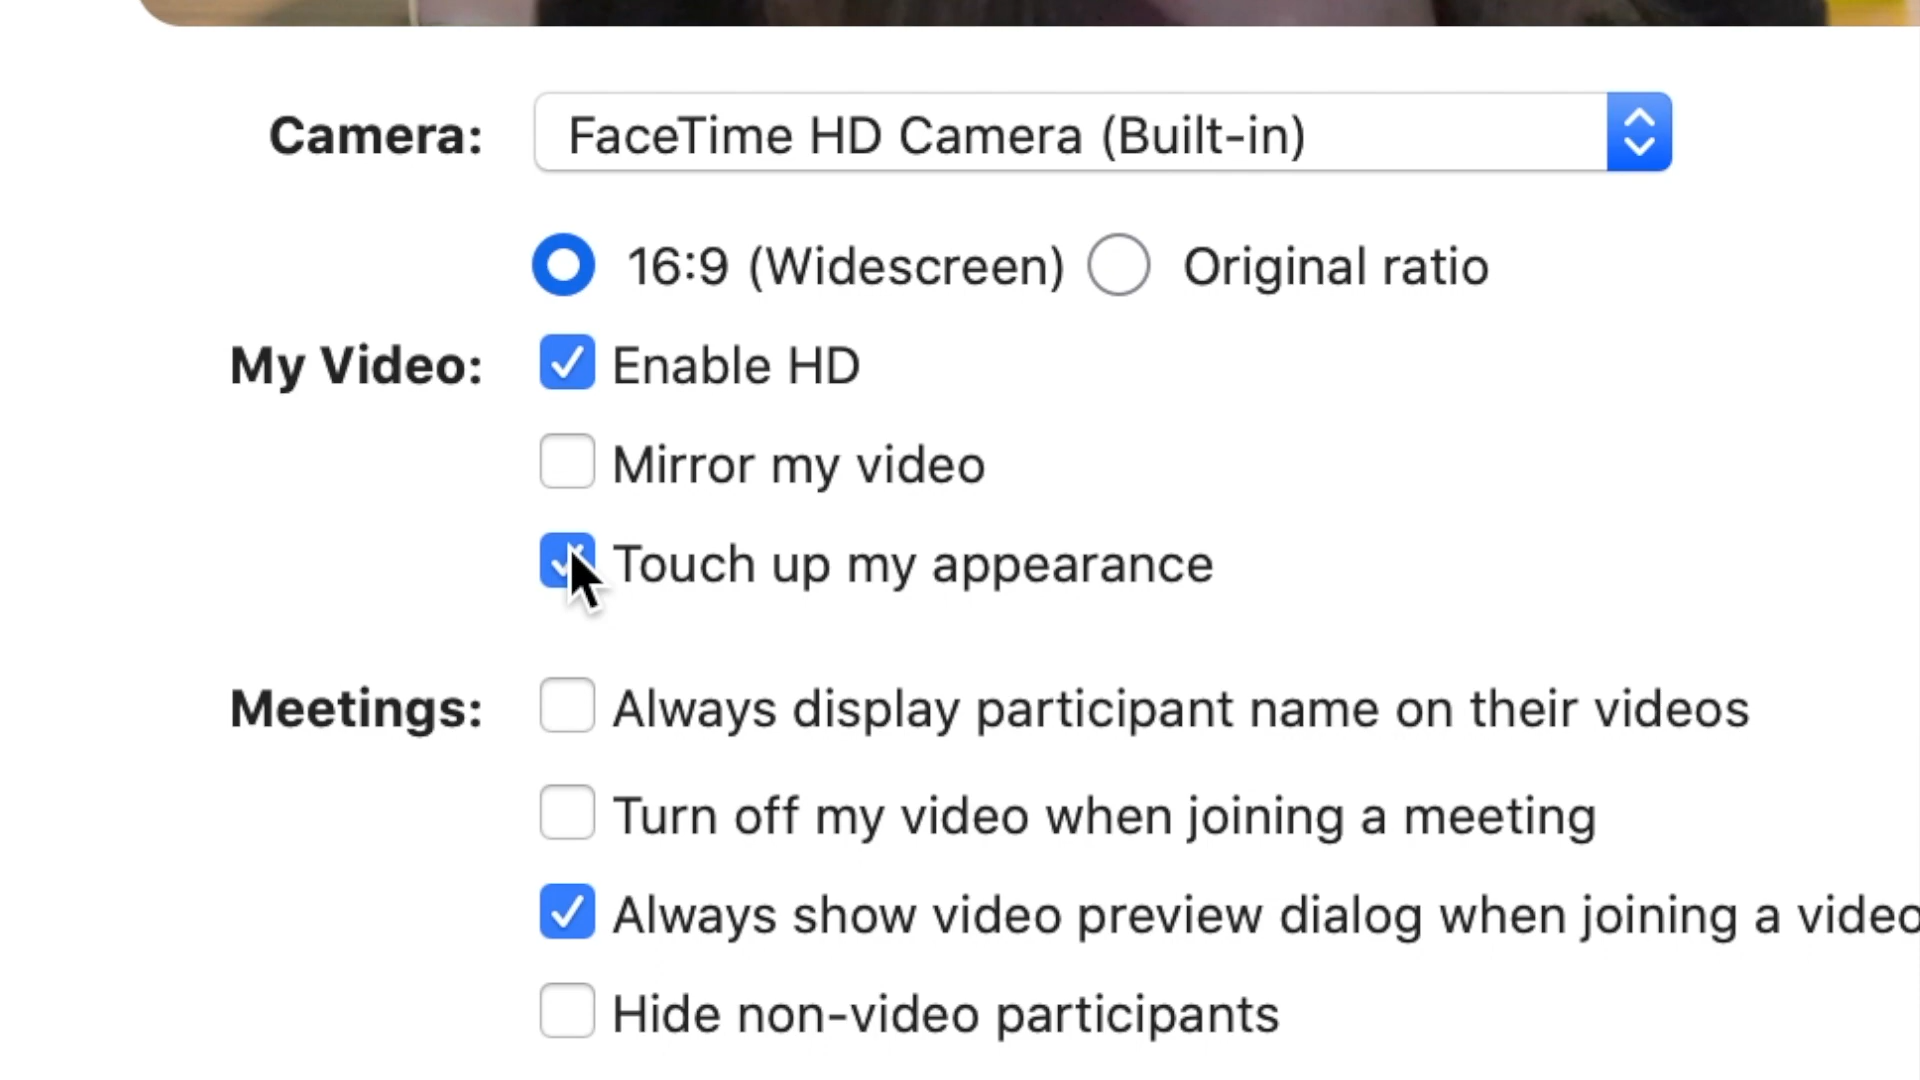 Camera: FaceTime HD Camera (Built-in)
16:9 (Widescreen) Original ratio
My Video: Enable HD
Mirror my video
Touch up my appearance
Meetings: Always display participant name on their videos
Turn off my video when joining a meeting
Always show video preview dialog when joining a video
Hide non-video participants